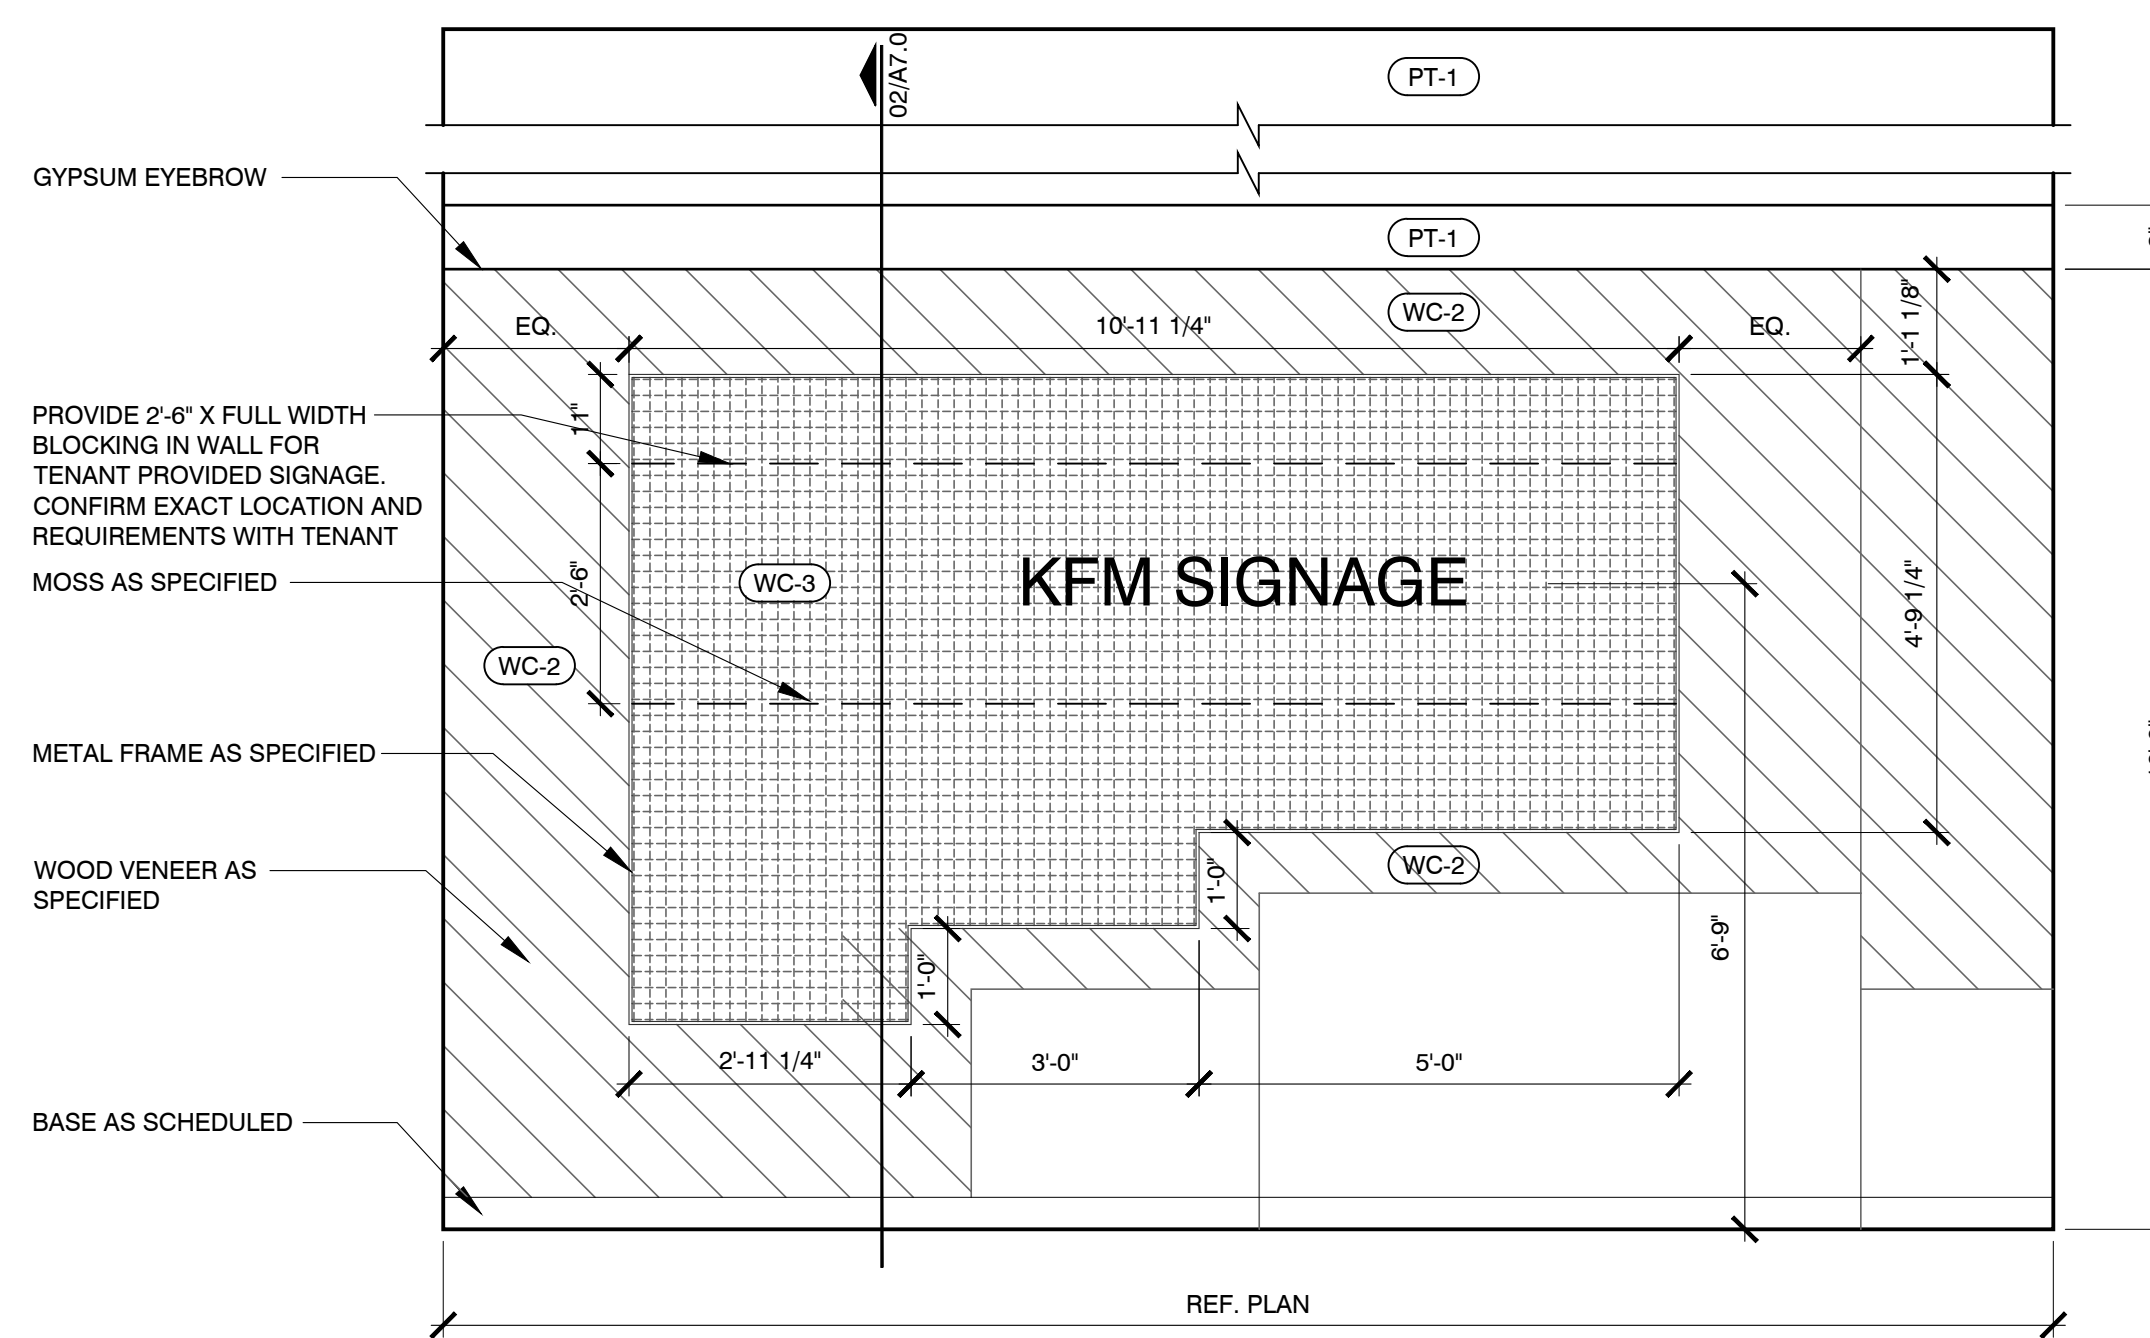 02/A7.0
PT-1
GYPSUM EYEBROW
PT-1
WC-2
EQ.
10'-11 1/4"
EQ.
1'-1 1/8"
11"
PROVIDE 2'-6" X FULL WIDTH
BLOCKING IN WALL FOR
TENANT PROVIDED SIGNAGE.
CONFIRM EXACT LOCATION AND
REQUIREMENTS WITH TENANT
MOSS AS SPECIFIED
2'-6"
WC-3
KFM SIGNAGE
4'-9 1/4"
WC-2
METAL FRAME AS SPECIFIED
WOOD VENEER AS
SPECIFIED
WC-2
1'-0"
6'-9"
1'-0"
2'-11 1/4"
3'-0"
5'-0"
BASE AS SCHEDULED
REF. PLAN